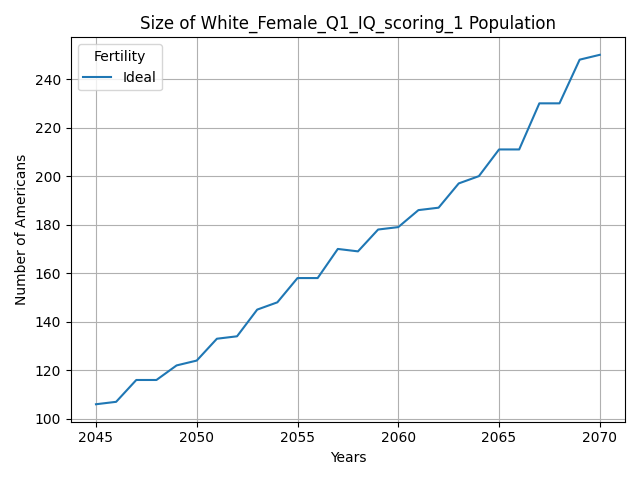 Size of White_Female_Q1_IQ_scoring_1 Population
Fertility
Ideal
Number of Americans
240
220
200
180
160
140
120
100
2045 2050 2055 2060 2065 2070
Years